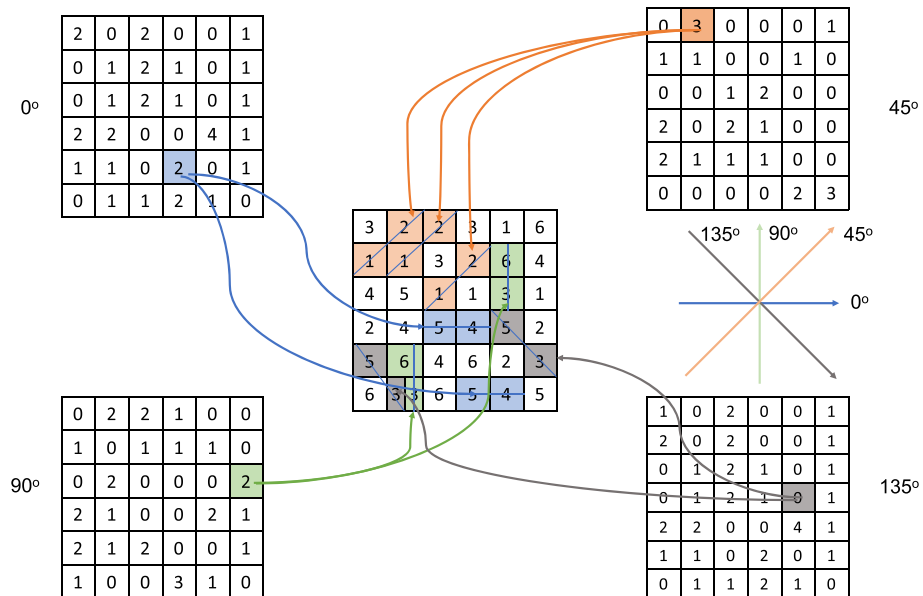 2 0 2 0 0 1
0 1 2 1 0 1
0 1 2 1 0 1
2 2 0 0 4 1
1 1 0 2 0 1
0 1 1 2 1 0
0º
0 3 0 0 0 1
1 1 0 0 1 0
0 0 1 2 0 0
2 0 2 1 0 0
2 1 1 1 0 0
0 0 0 0 2 3
45º
3 2 2 3 1 6
1 1 3 2 6 4
4 5 1 1 3 1
2 4 5 4 5 2
5 6 4 6 2 3
6 3 3 6 5 4 5
135º
90º
45º
0º
0 2 2 1 0 0
1 0 1 1 1 0
0 2 0 0 0 2
2 1 0 0 2 1
2 1 2 0 0 1
1 0 0 3 1 0
90º
1 0 2 0 0 1
2 0 2 0 0 1
0 1 2 1 0 1
0 1 2 1 0 1
2 2 0 0 4 1
1 1 0 2 0 1
0 1 1 2 1 0
135º